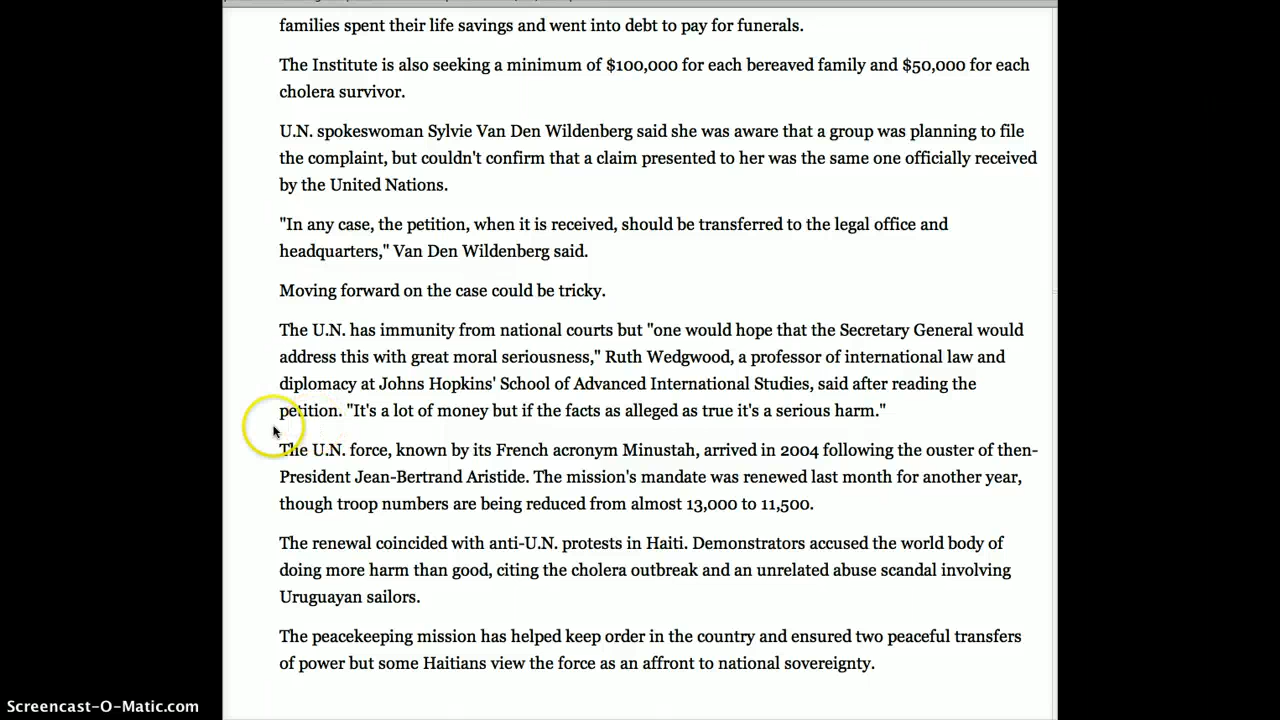 families spent their life savings and went into debt to pay for funerals.
The Institute is also seeking a minimum of $100,000 for each bereaved family and $50,000 for each
cholera survivor.
U.N. spokeswoman Sylvie Van Den Wildenberg said she was aware that a group was planning to file
the complaint, but couldn't confirm that a claim presented to her was the same one officially received
by the United Nations.
"In any case, the petition, when it is received, should be transferred to the legal office and
headquarters," Van Den Wildenberg said.
Moving forward on the case could be tricky.
The U.N. has immunity from national courts but "one would hope that the Secretary General would
address this with great moral seriousness," Ruth Wedgwood, a professor of international law and
diplomacy at Johns Hopkins' School of Advanced International Studies, said after reading the
petition. "It's a lot of money but if the facts as alleged as true it's a serious harm."
The U.N. force, known by its French acronym Minustah, arrived in 2004 following the ouster of then-
President Jean-Bertrand Aristide. The mission's mandate was renewed last month for another year,
though troop numbers are being reduced from almost 13,000 to 11,500.
The renewal coincided with anti-U.N. protests in Haiti. Demonstrators accused the world body of
doing more harm than good, citing the cholera outbreak and an unrelated abuse scandal involving
Uruguayan sailors.
The peacekeeping mission has helped keep order in the country and ensured two peaceful transfers
of power but some Haitians view the force as an affront to national sovereignty.
Screencast-O-Matic.com